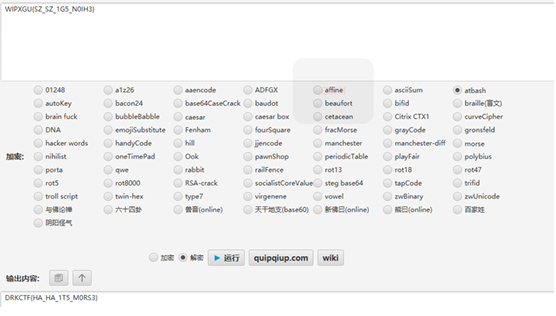 WIPXGU(SZ_SZ_1G5_N0IH3)
01248 a1z26 aaencode ADFGX affine asciiSum atbash
autoKey bacon24 base64CaseCrack baudot beaufort bifid braille(盲文)
brain fuck bubbleBabble caesar caesar box cetacean Citrix CTX1 curveCipher
DNA emojiSubstitute Fenham fourSquare fracMorse grayCode gronsfeld
hacker words handyCode hill jjencode manchester manchester-diff morse
加密: nihilist oneTimePad Ook pawnShop periodicTable playFair polybius
porta qwe rabbit railFence rot13 rot18 rot47
rot5 rot8000 RSA-crack socialistCoreValue steg base64 tapCode trifid
troll script twin-hex type7 virgenene vowel zwBinary zwUnicode
与佛论禅 六十四卦 兽音(online) 天干地支(base60) 新佛曰(online) 熊曰(online) 百家姓
阴阳怪气
加密 解密 运行 quipqiup.com wiki
输出内容:
DRKCTF(HA_HA_1T5_M0RS3)